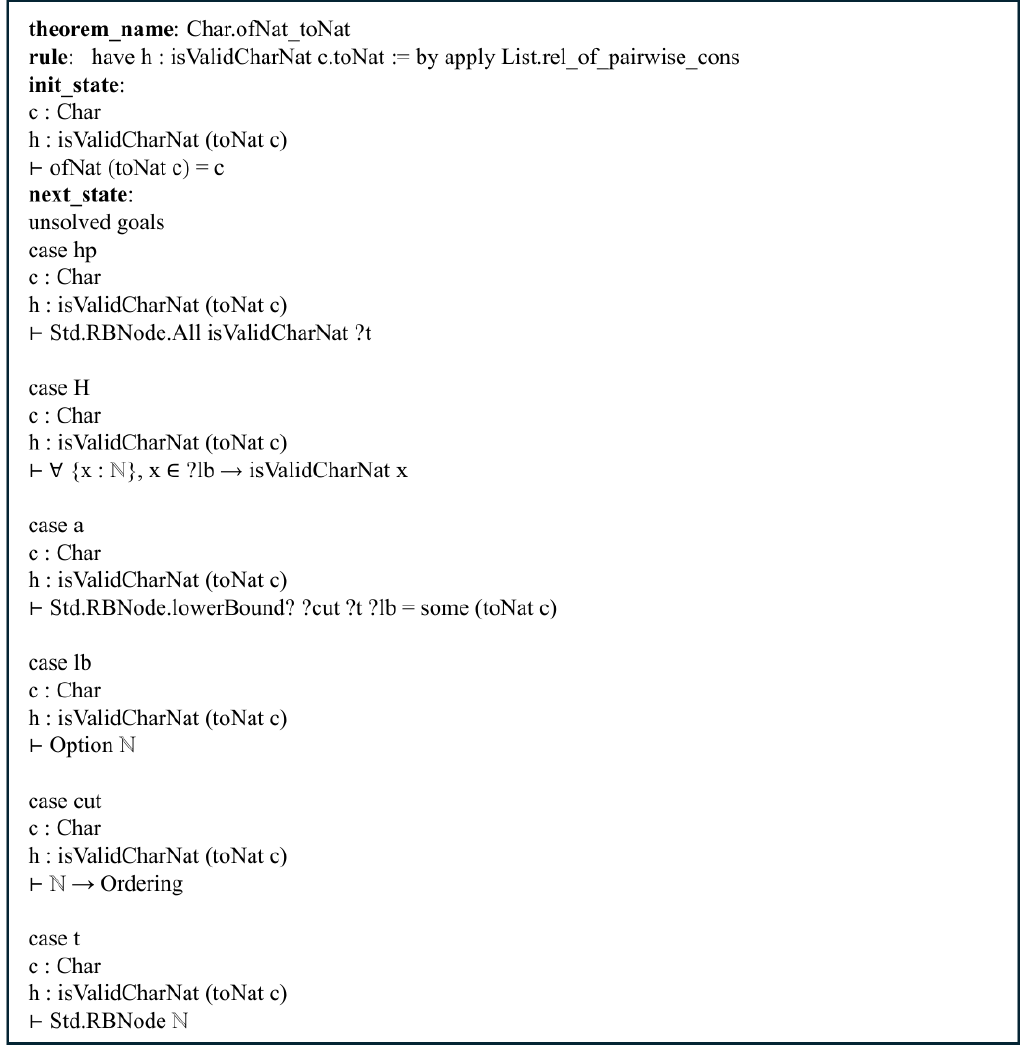 theorem_name: Char.ofNat_toNat
rule: have h : isValidCharNat c.toNat := by apply List.rel_of_pairwise_cons
init_state:
c : Char
h : isValidCharNat (toNat c)
⊢ ofNat (toNat c) = c
next_state:
unsolved goals
case hp
c : Char
h : isValidCharNat (toNat c)
⊢ Std.RBNode.All isValidCharNat ?t
case H
c : Char
h : isValidCharNat (toNat c)
⊢ ∀ {x : ℕ}, x ∈ ?lb → isValidCharNat x
case a
c : Char
h : isValidCharNat (toNat c)
⊢ Std.RBNode.lowerBound? ?cut ?t ?lb = some (toNat c)
case lb
c : Char
h : isValidCharNat (toNat c)
⊢ Option ℕ
case cut
c : Char
h : isValidCharNat (toNat c)
⊢ ℕ → Ordering
case t
c : Char
h : isValidCharNat (toNat c)
⊢ Std.RBNode ℕ